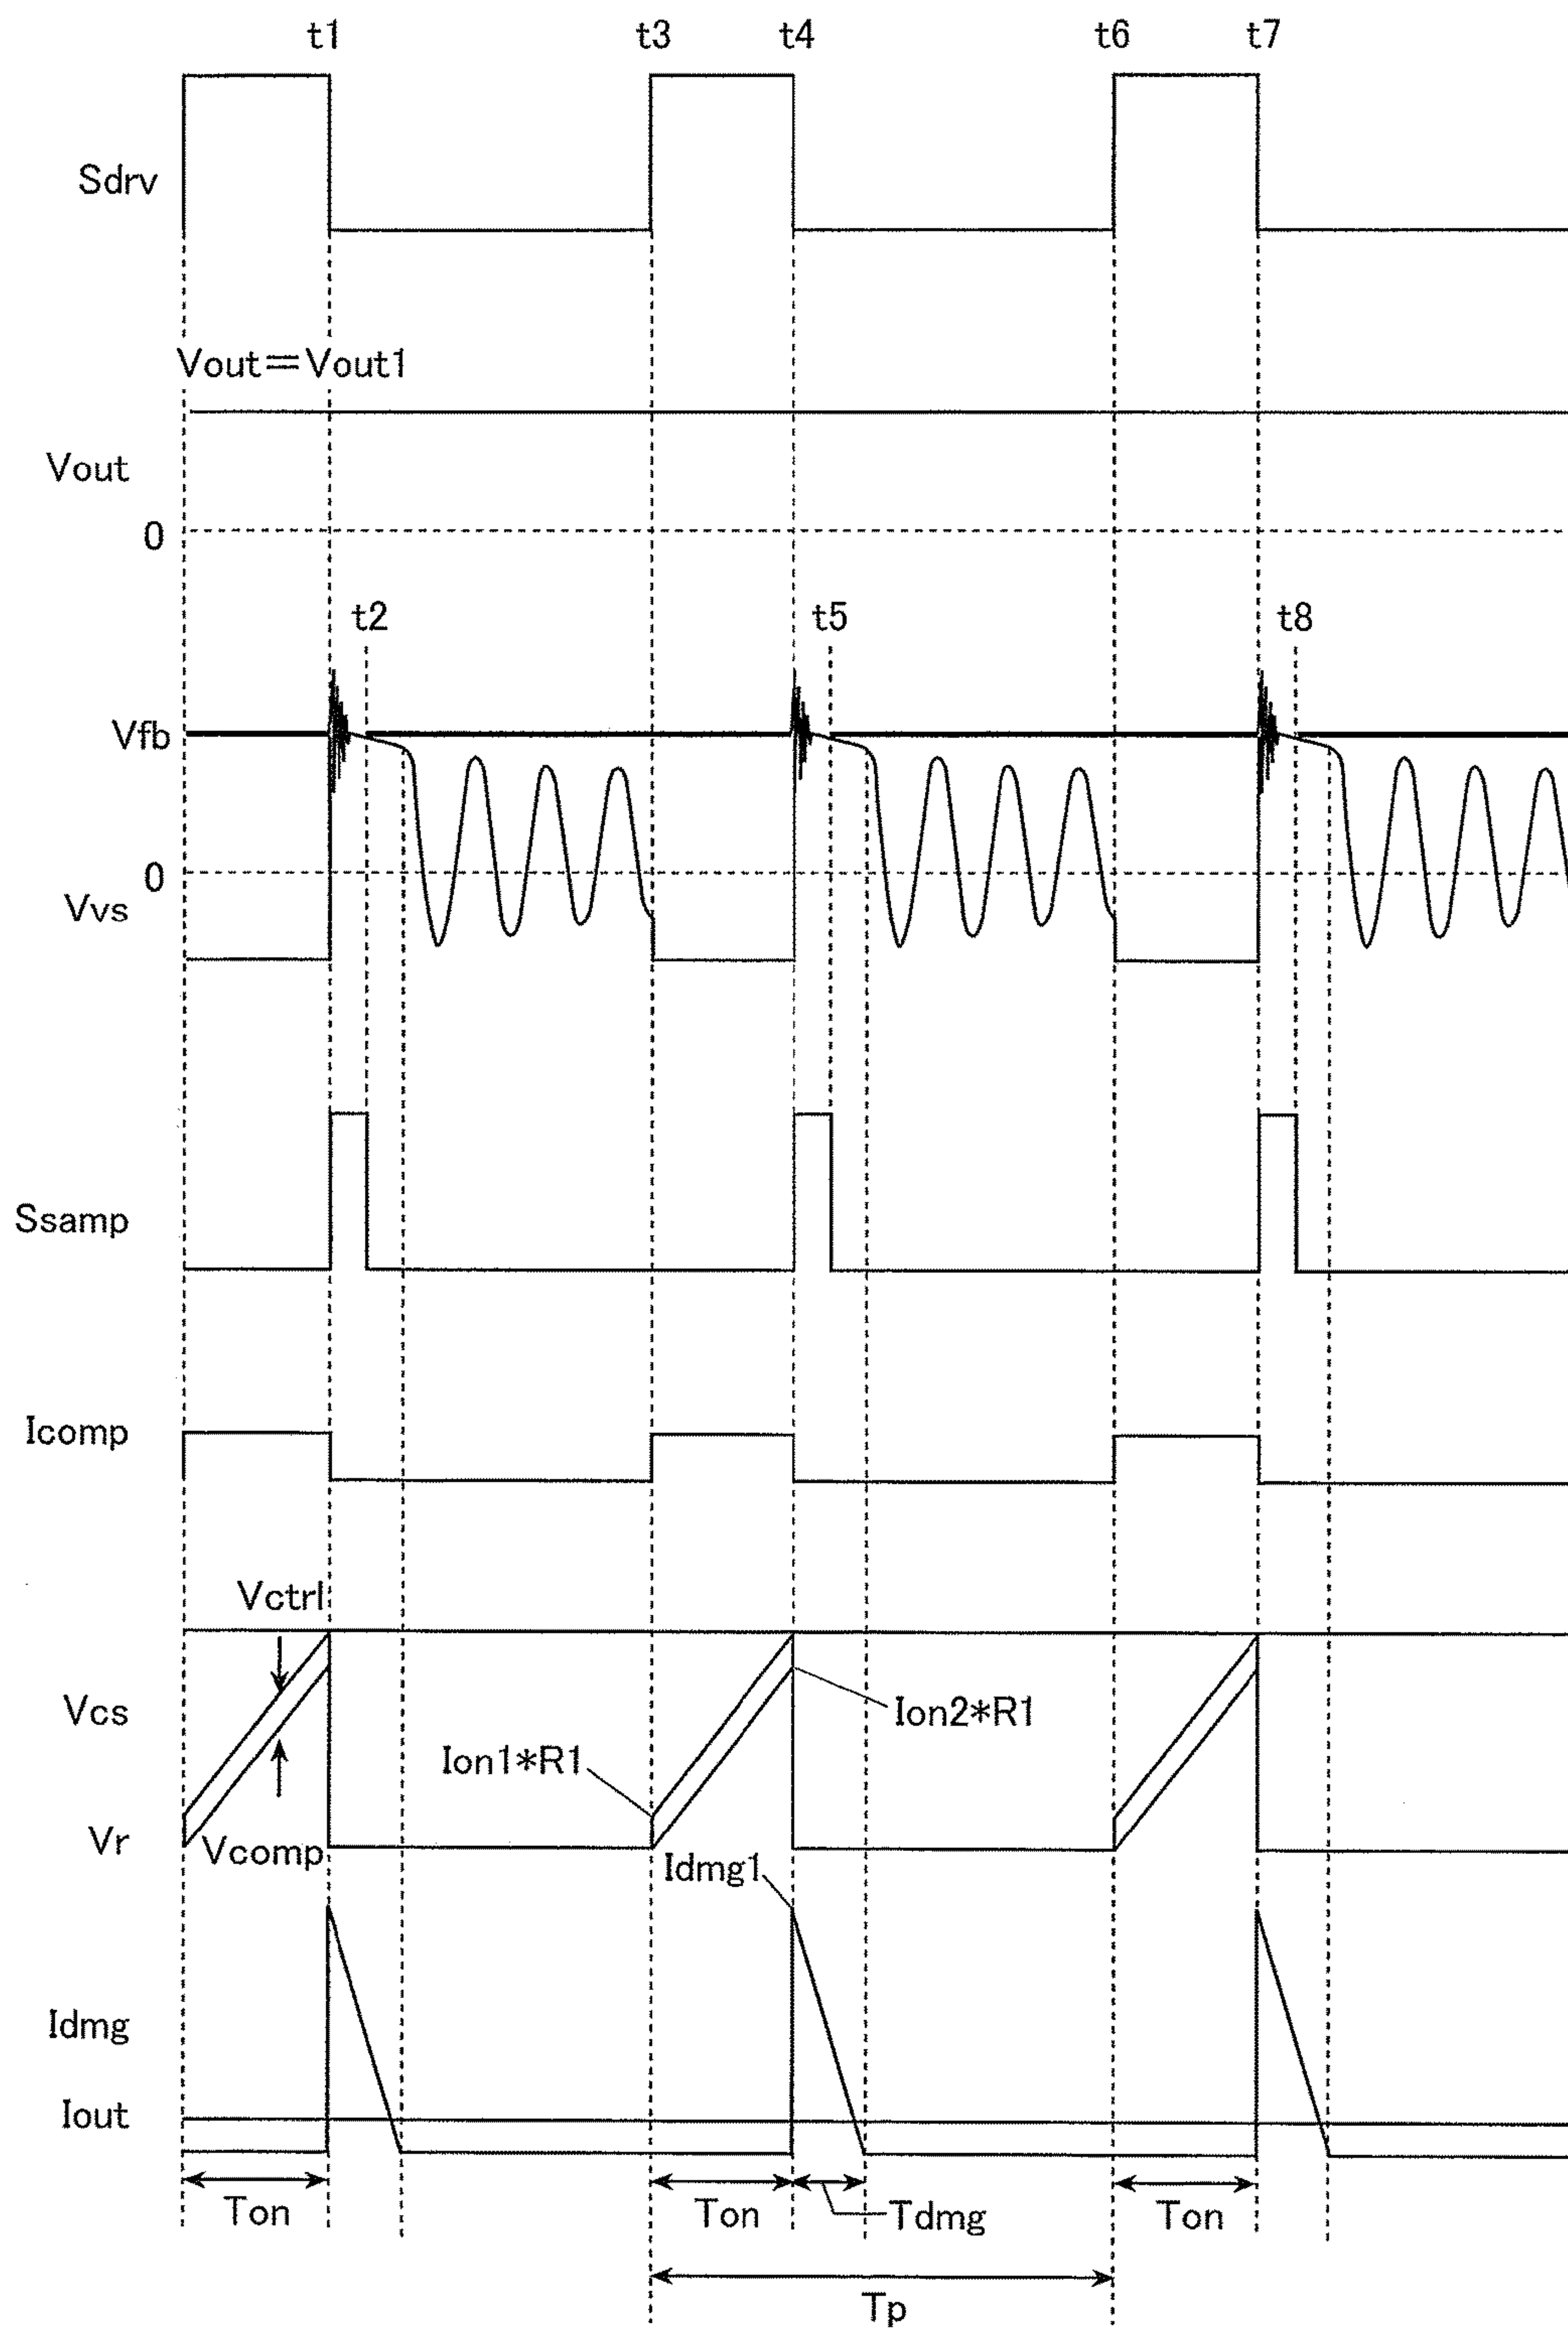 t1 t3 t4 t6 t7
Sdrv
Vout=Vout1
Vout
0
t2 t5 t8
Vfb
0
Vvs
Ssamp
Icomp
Vctrl
Vcs
Ion2*R1
Ion1*R1
Vr
Vcomp
Idmg1
Idmg
Iout
Ton Ton Tdmg Ton
Tp